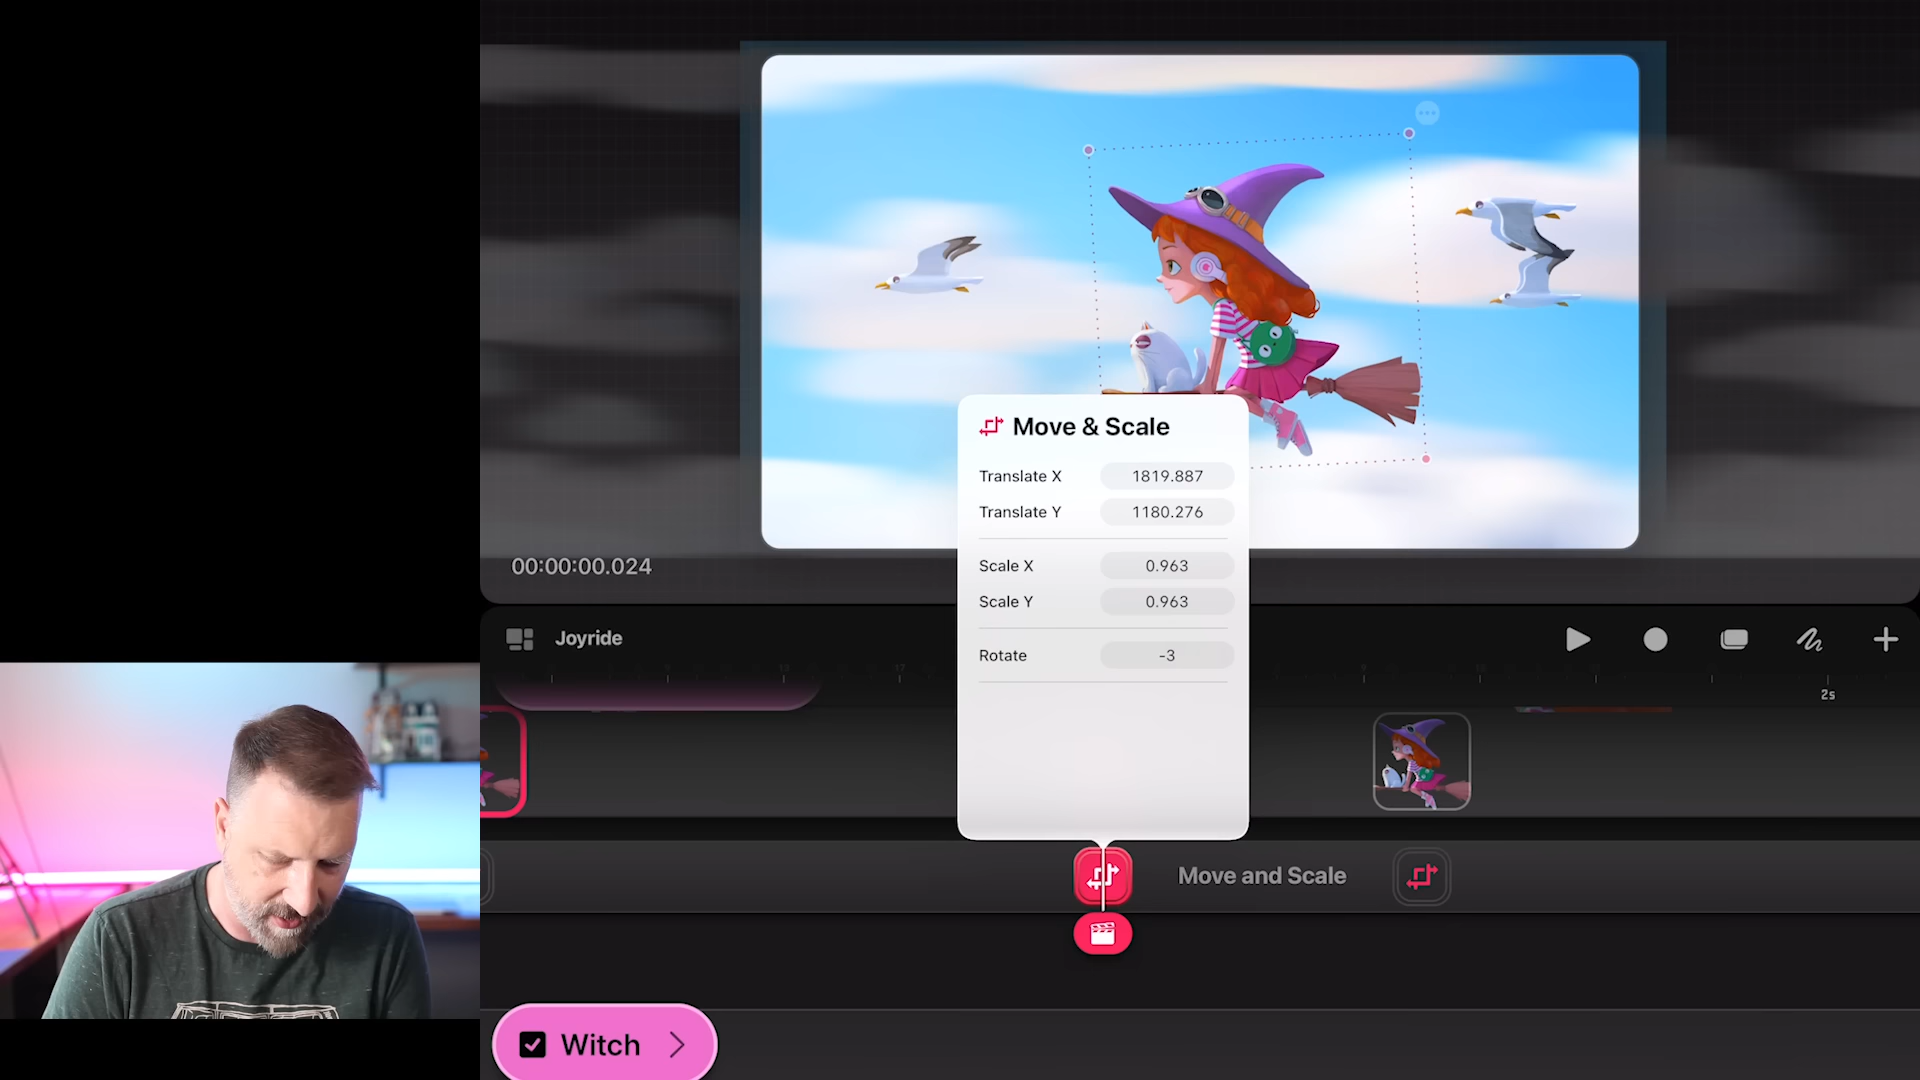 00:00:00.024
Move & Scale
Translate X 1819.887
Translate Y 1180.276
Scale X 0.963
Scale Y 0.963
Rotate -3
Joyride
2s
Move and Scale
Witch